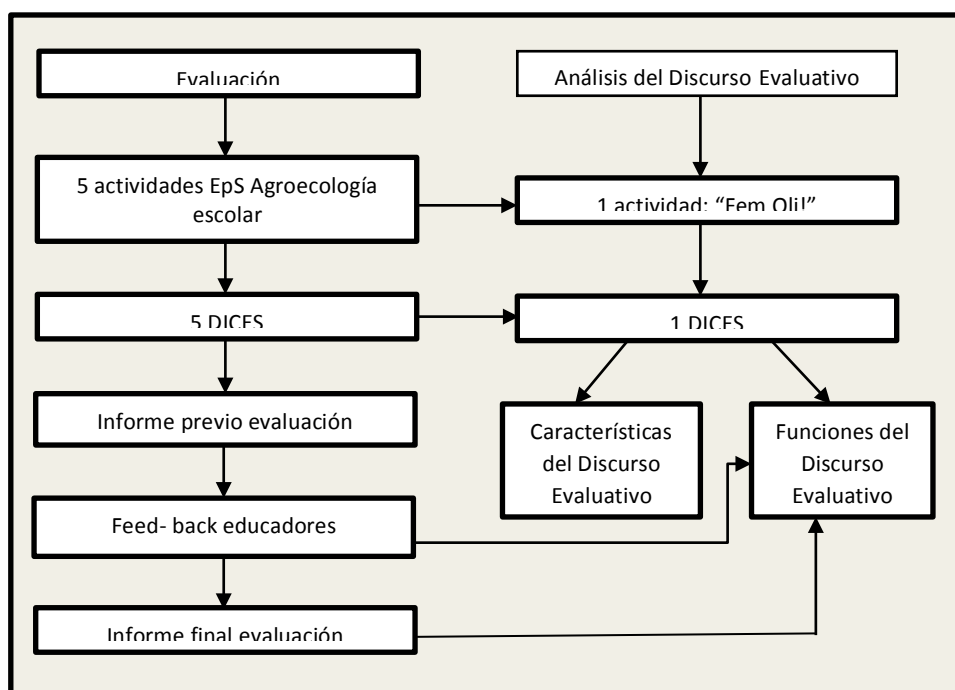 Evaluación
5 actividades EpS Agroecología
escolar
5 DICES
Informe previo evaluación
Feed- back educadores
Informe final evaluación
Análisis del Discurso Evaluativo
1 actividad: “Fem Oli!”
1 DICES
Características
del Discurso
Evaluativo
Funciones del
Discurso
Evaluativo